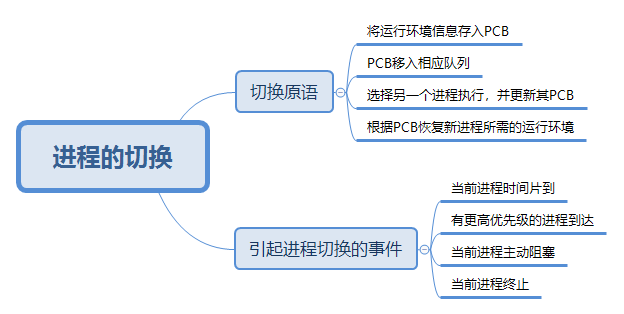 进程的切换
切换原语
将运行环境信息存入PCB
PCB移入相应队列
选择另一个进程执行，并更新其PCB
根据PCB恢复新进程所需的运行环境
引起进程切换的事件
当前进程时间片到
有更高优先级的进程到达
当前进程主动阻塞
当前进程终止